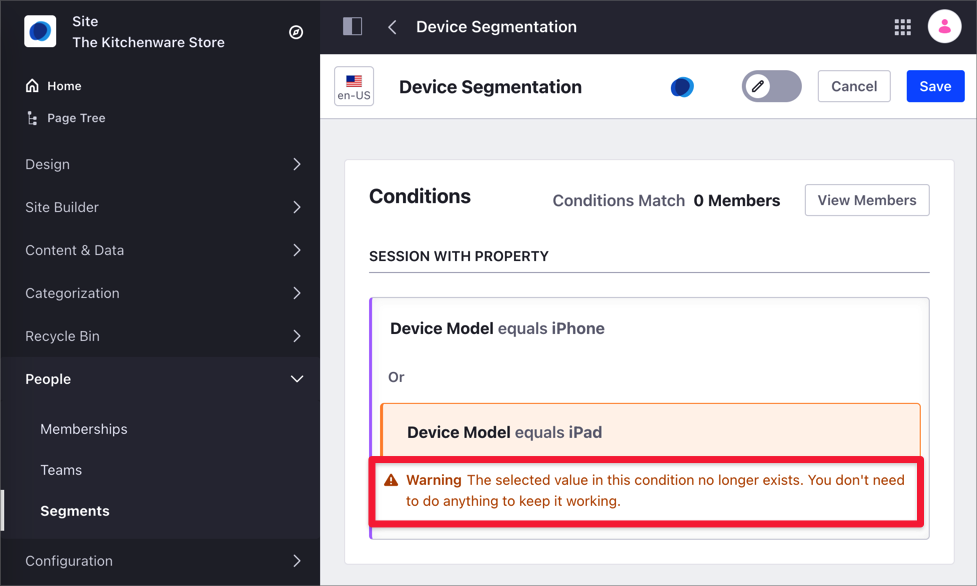 Site
The Kitchenware Store
Home
Page Tree
Design
Site Builder
Content & Data
Categorization
Recycle Bin
People
Memberships
Teams
Segments
Configuration
Device Segmentation
en-US
Device Segmentation
Cancel
Save
Conditions
Conditions Match 0 Members
View Members
SESSION WITH PROPERTY
Device Model equals iPhone
Or
Device Model equals iPad
Warning The selected value in this condition no longer exists. You don't need
to do anything to keep it working.